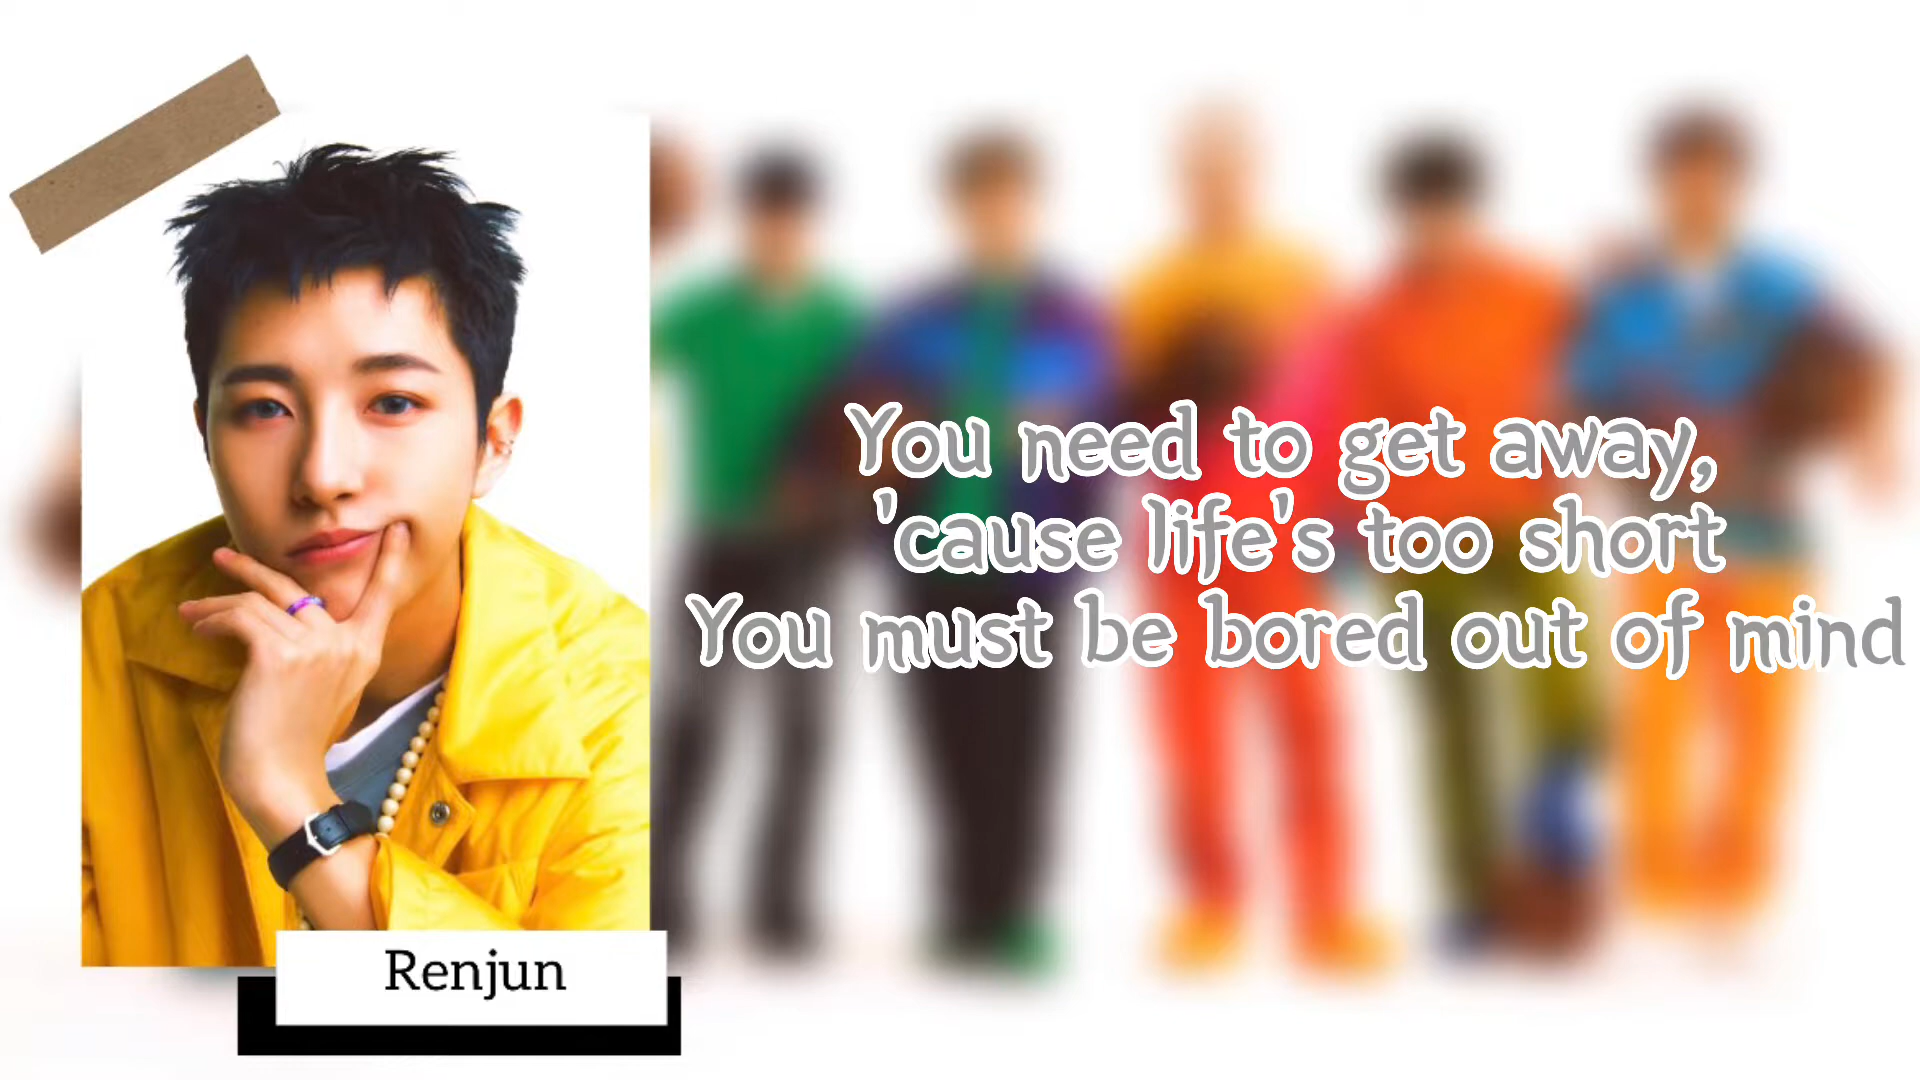 You need to get away,
'cause life's too short
You must be bored out of mind
Renjun